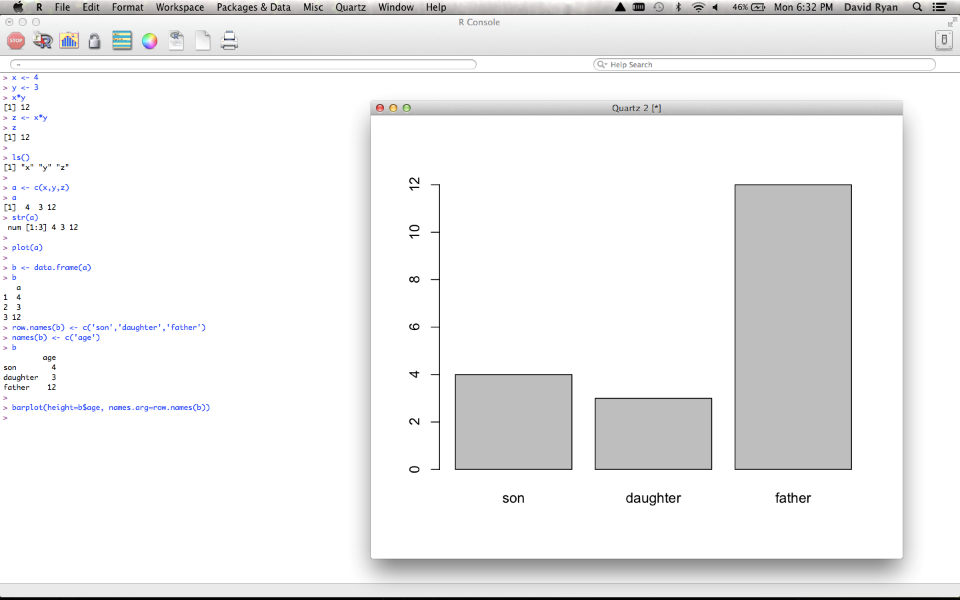 R File Edit Format Workspace Packages & Data Misc Quartz Window Help 46% Mon 6:32 PM David Ryan
R Console
STOP
~
Help Search
> x <- 4
> y <- 3
> x*y
[1] 12
> z <- x*y
> z
[1] 12
>
> ls()
[1] "x" "y" "z"
>
> a <- c(x,y,z)
> a
[1]  4  3 12
> str(a)
 num [1:3] 4 3 12
>
> plot(a)
>
> b <- data.frame(a)
> b
   a
1  4
2  3
3 12
> row.names(b) <- c('son','daughter','father')
> names(b) <- c('age')
> b
         age
son        4
daughter   3
father    12
>
> barplot(height=b$age, names.arg=row.names(b))
>
Quartz 2 [*]
12
10
8
6
4
2
0
son daughter father